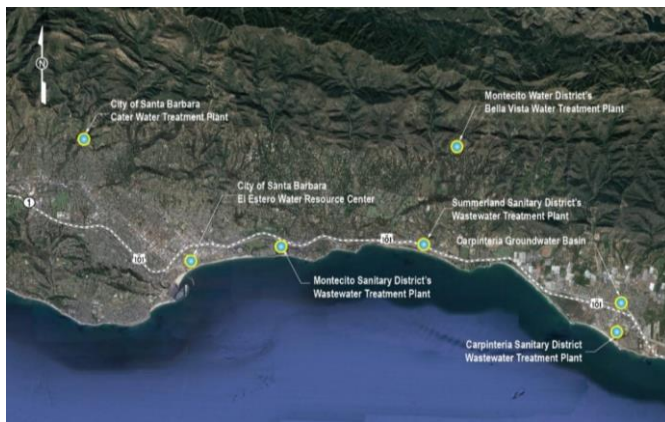 N
City of Santa Barbara
Cater Water Treatment Plant
Montecito Water District's
Bella Vista Water Treatment Plant
City of Santa Barbara
El Estero Water Resource Center
Summerland Sanitary District's
Wastewater Treatment Plant
Carpinteria Groundwater Basin
1
101
101
101
Montecito Sanitary District's
Wastewater Treatment Plant
Carpinteria Sanitary District
Wastewater Treatment Plant